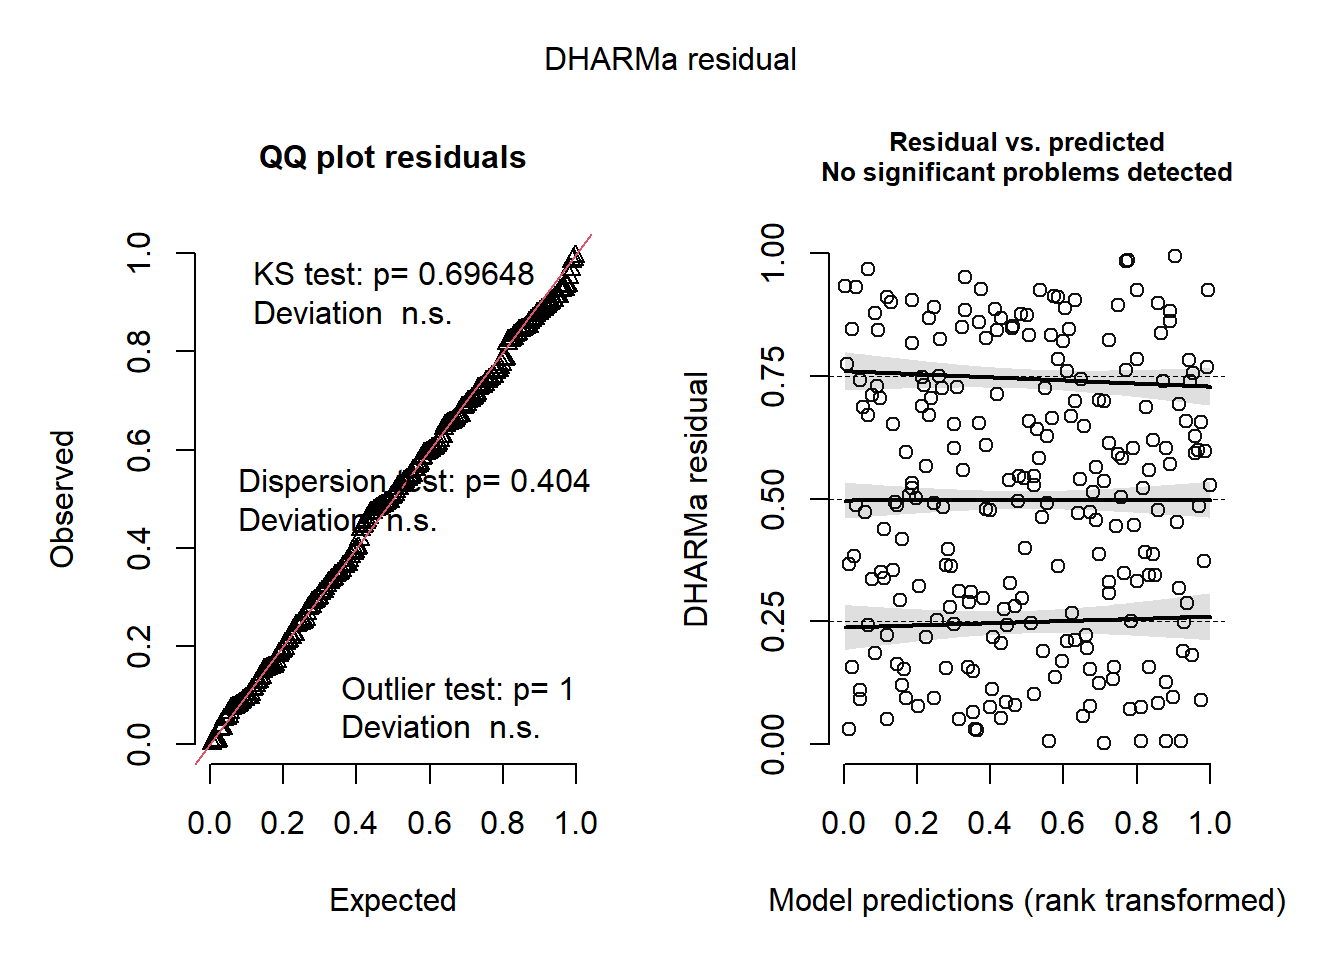 DHARMa residual
QQ plot residuals
KS test: p= 0.69648
Deviation  n.s.
Dispersion test: p= 0.404
Deviation  n.s.
Outlier test: p= 1
Deviation  n.s.
Observed
0.0 0.2 0.4 0.6 0.8 1.0
0.0 0.2 0.4 0.6 0.8 1.0
Expected
Residual vs. predicted
No significant problems detected
DHARMa residual
0.00 0.25 0.50 0.75 1.00
0.0 0.2 0.4 0.6 0.8 1.0
Model predictions (rank transformed)